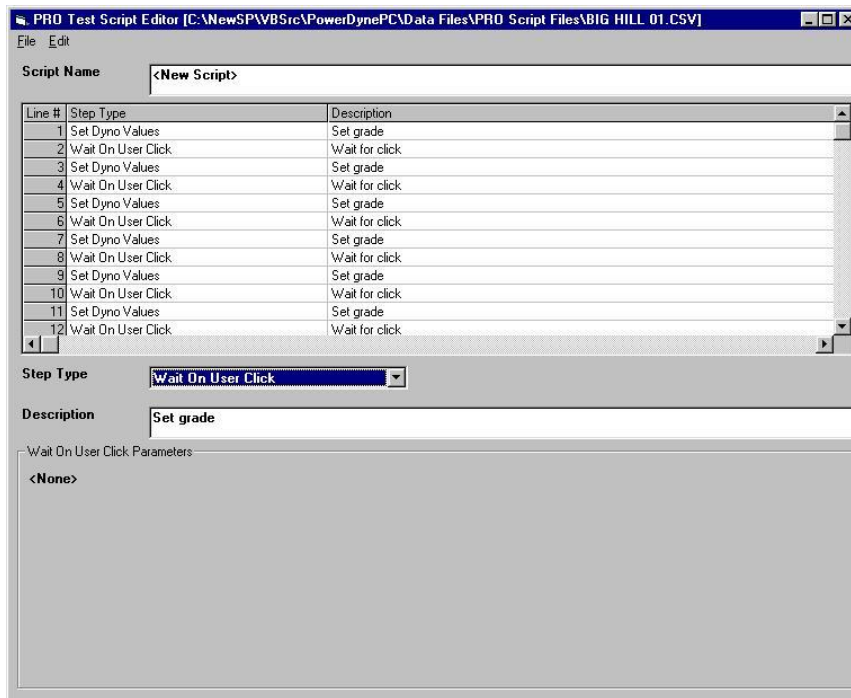 PRO Test Script Editor [C:\NewSP\VBSrc\PowerDynePC\Data Files\PRO Script Files\BIG HILL 01.CSV]
File Edit
Script Name <New Script>
Line # Step Type Description
1 Set Dyno Values Set grade
2 Wait On User Click Wait for click
3 Set Dyno Values Set grade
4 Wait On User Click Wait for click
5 Set Dyno Values Set grade
6 Wait On User Click Wait for click
7 Set Dyno Values Set grade
8 Wait On User Click Wait for click
9 Set Dyno Values Set grade
10 Wait On User Click Wait for click
11 Set Dyno Values Set grade
12 Wait On User Click Wait for click
Step Type Wait On User Click
Description Set grade
Wait On User Click Parameters
<None>